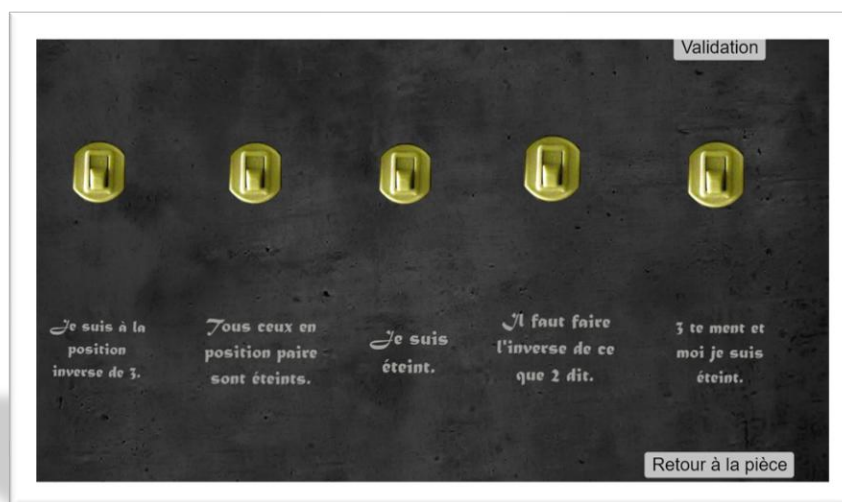 Validation
Je suis à la
position
inverse de 3.
Tous ceux en
position paire
sont éteints.
Je suis
éteint.
Il faut faire
l'inverse de ce
que 2 dit.
3 te ment et
moi je suis
éteint.
Retour à la pièce